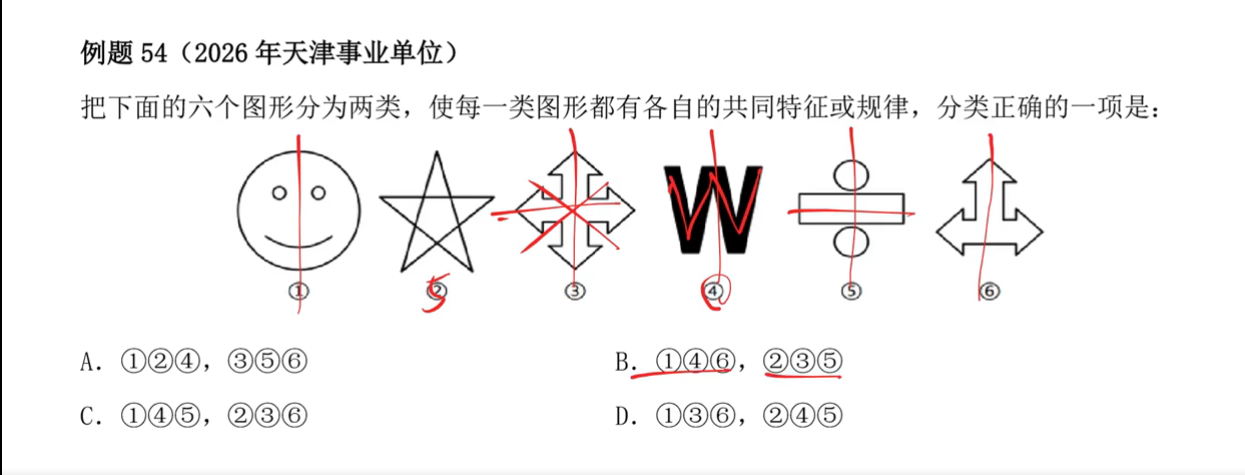 例题 54（2026 年天津事业单位）
把下面的六个图形分为两类，使每一类图形都有各自的共同特征或规律，分类正确的一项是：
W
① ② ③ ④ ⑤ ⑥
5
A. ①②④，③⑤⑥
B. ①④⑥，②③⑤
C. ①④⑤，②③⑥
D. ①③⑥，②④⑤